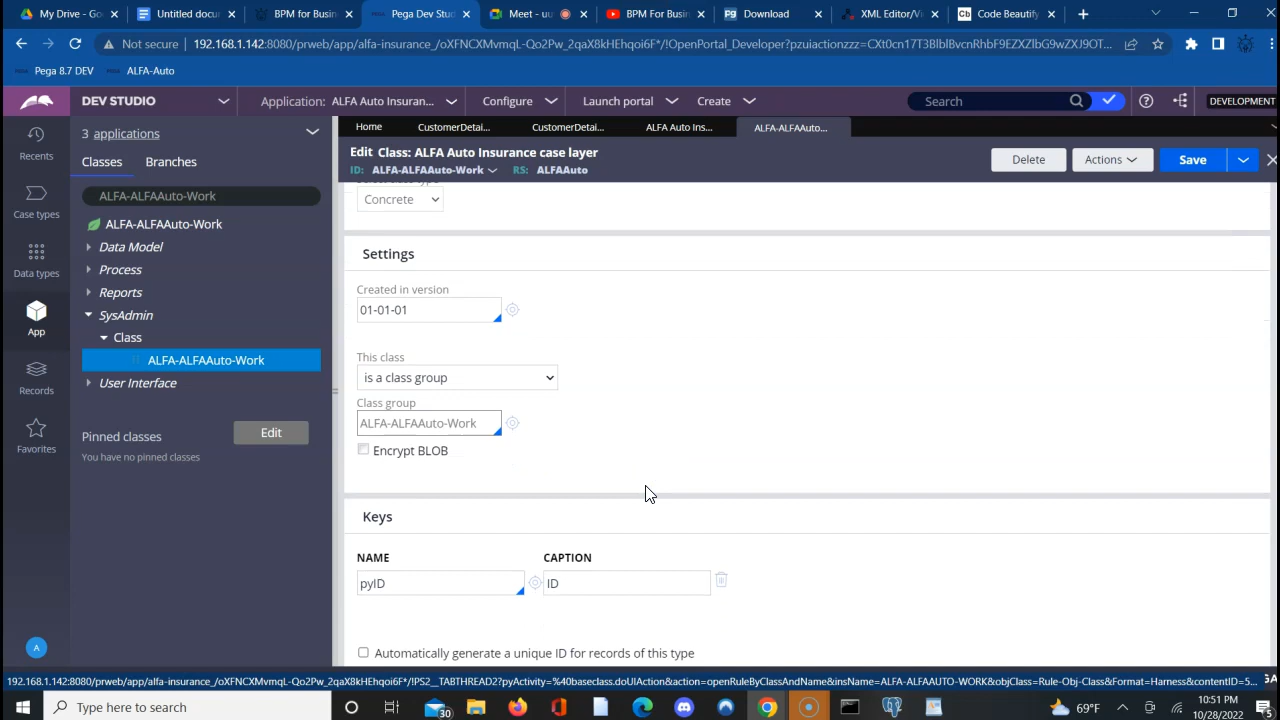 My Drive - Goo
Untitled docum
BPM for Busine
Pega Dev Stud
Meet - uu
BPM For Busin
Pg Download
XML Editor/Vi
Cb Code Beautify
Not secure 192.168.1.142:8080/prweb/app/alfa-insurance_/oXFNCXMvmqL-Qo2Pw_2qaX8kHEhqoi6F*/!OpenPortal_Developer?pzuiactionzzz=CXt0cn17T3BlblBvcnRhbF9EZXZlbG9wZXJ9OT...
Pega 8.7 DEV ALFA-Auto
DEV STUDIO Application: ALFA Auto Insuran... Configure Launch portal Create Search DEVELOPMENT
3 applications
Home CustomerDetai... CustomerDetai... ALFA Auto Ins... ALFA-ALFAAuto...
Recents
Classes Branches
Edit Class: ALFA Auto Insurance case layer
ID: ALFA-ALFAAuto-Work RS: ALFAAuto
Delete Actions Save
ALFA-ALFAAuto-Work
Concrete
Case types
ALFA-ALFAAuto-Work
Data Model
Settings
Process
Data types
Reports
Created in version
01-01-01
SysAdmin
App
Class
ALFA-ALFAAuto-Work
This class
is a class group
User Interface
Records
Class group
ALFA-ALFAAuto-Work
Pinned classes Edit
You have no pinned classes
Favorites
Encrypt BLOB
Keys
NAME CAPTION
pyID ID
Automatically generate a unique ID for records of this type
A
192.168.1.142:8080/prweb/app/alfa-insurance_/oXFNCXMvmqL-Qo2Pw_2qaX8kHEhqoi6F*/!PS2__TABTHREAD2?pyActivity=%40baseclass.doUIAction&action=openRuleByClassAndName&insName=ALFA-ALFAAUTO-WORK&objClass=Rule-Obj-Class&Format=Harness&contentID=5...
Type here to search
30
69°F
10:51 PM
10/28/2022
5